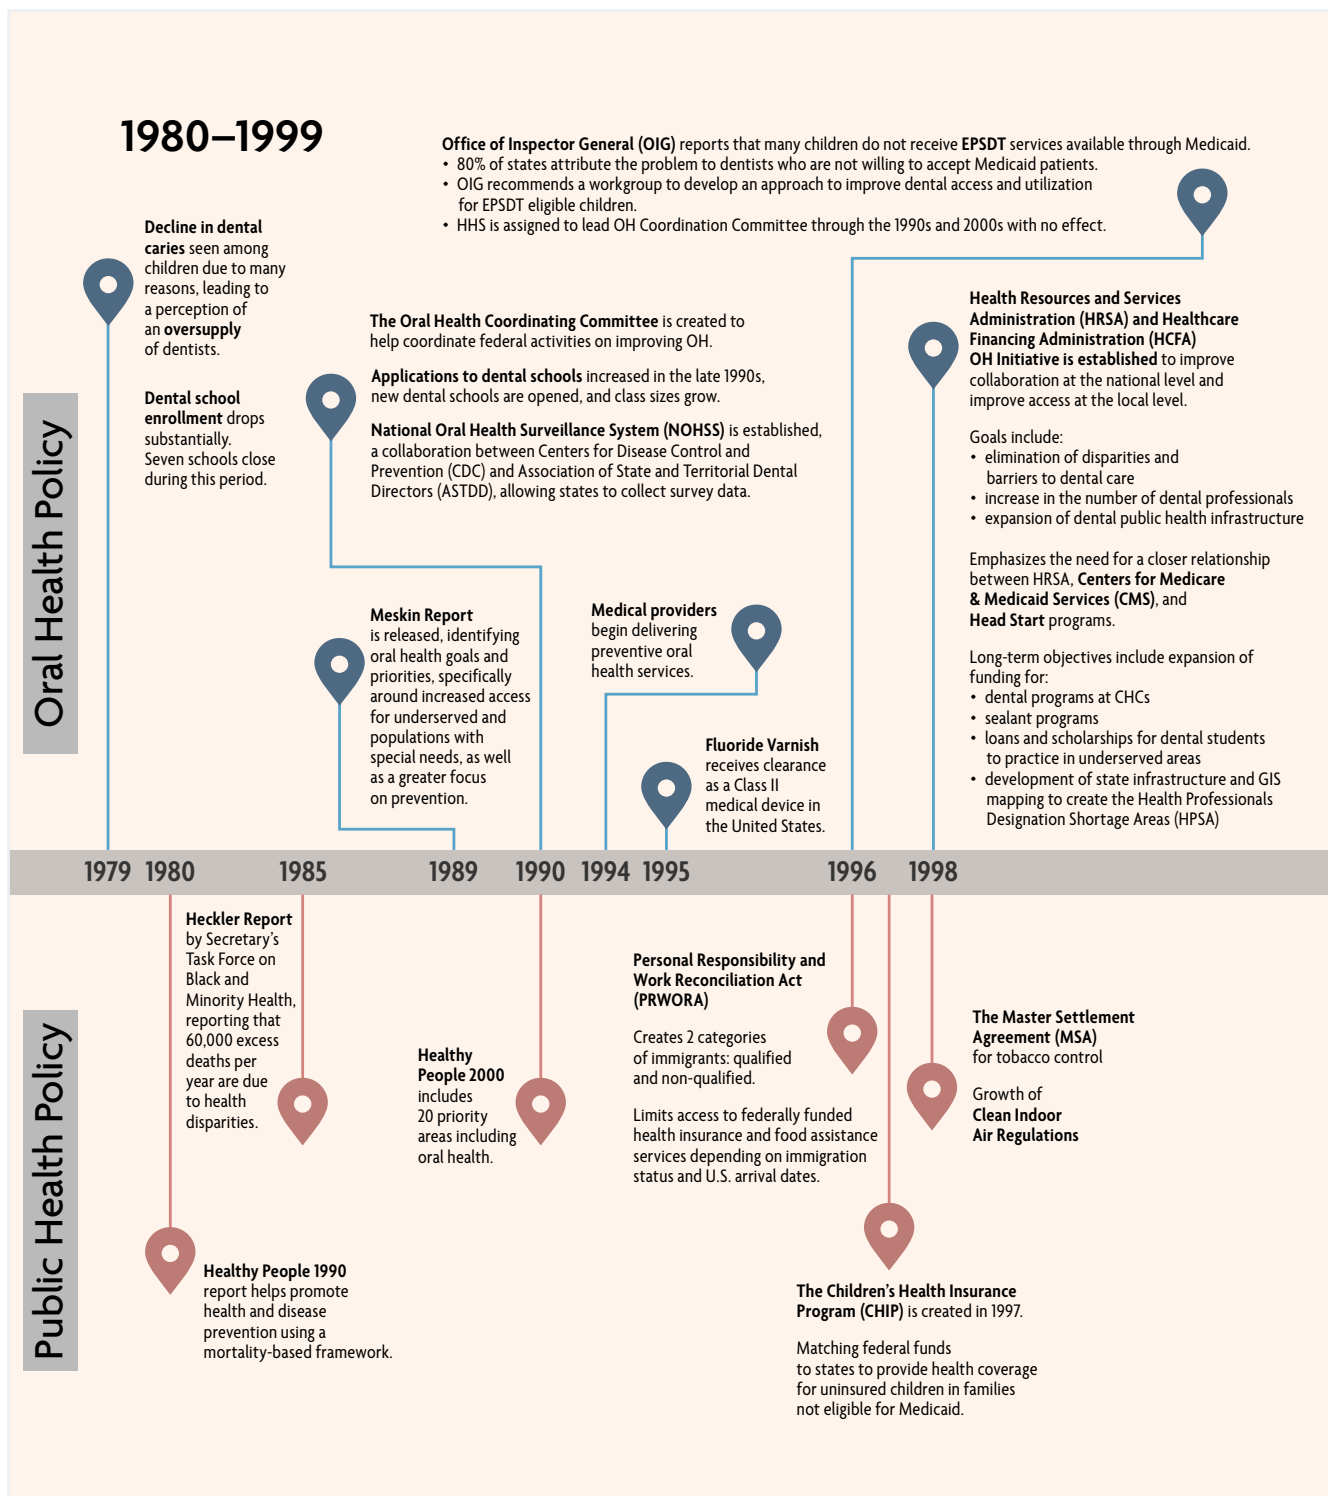 1980–1999
Office of Inspector General (OIG) reports that many children do not receive EPSDT services available through Medicaid.
• 80% of states attribute the problem to dentists who are not willing to accept Medicaid patients.
• OIG recommends a workgroup to develop an approach to improve dental access and utilization
for EPSDT eligible children.
• HHS is assigned to lead OH Coordination Committee through the 1990s and 2000s with no effect.
Decline in dental
caries seen among
children due to many
reasons, leading to
a perception of
an oversupply
of dentists.
Dental school
enrollment drops
substantially.
Seven schools close
during this period.
The Oral Health Coordinating Committee is created to
help coordinate federal activities on improving OH.
Applications to dental schools increased in the late 1990s,
new dental schools are opened, and class sizes grow.
National Oral Health Surveillance System (NOHSS) is established,
a collaboration between Centers for Disease Control and
Prevention (CDC) and Association of State and Territorial Dental
Directors (ASTDD), allowing states to collect survey data.
Health Resources and Services
Administration (HRSA) and Healthcare
Financing Administration (HCFA)
OH Initiative is established to improve
collaboration at the national level and
improve access at the local level.
Goals include:
• elimination of disparities and
barriers to dental care
• increase in the number of dental professionals
• expansion of dental public health infrastructure
Emphasizes the need for a closer relationship
between HRSA, Centers for Medicare
& Medicaid Services (CMS), and
Head Start programs.
Long-term objectives include expansion of
funding for:
• dental programs at CHCs
• sealant programs
• loans and scholarships for dental students
to practice in underserved areas
• development of state infrastructure and GIS
mapping to create the Health Professionals
Designation Shortage Areas (HPSA)
Meskin Report
is released, identifying
oral health goals and
priorities, specifically
around increased access
for underserved and
populations with
special needs, as well
as a greater focus
on prevention.
Medical providers
begin delivering
preventive oral
health services.
Fluoride Varnish
receives clearance
as a Class II
medical device in
the United States.
Oral Health Policy
1979 1980 1985 1989 1990 1994 1995 1996 1998
Public Health Policy
Heckler Report
by Secretary's
Task Force on
Black and
Minority Health,
reporting that
60,000 excess
deaths per
year are due
to health
disparities.
Healthy People 1990
report helps promote
health and disease
prevention using a
mortality-based framework.
Healthy
People 2000
includes
20 priority
areas including
oral health.
Personal Responsibility and
Work Reconciliation Act
(PRWORA)
Creates 2 categories
of immigrants: qualified
and non-qualified.
Limits access to federally funded
health insurance and food assistance
services depending on immigration
status and U.S. arrival dates.
The Master Settlement
Agreement (MSA)
for tobacco control
Growth of
Clean Indoor
Air Regulations
The Children's Health Insurance
Program (CHIP) is created in 1997.
Matching federal funds
to states to provide health coverage
for uninsured children in families
not eligible for Medicaid.